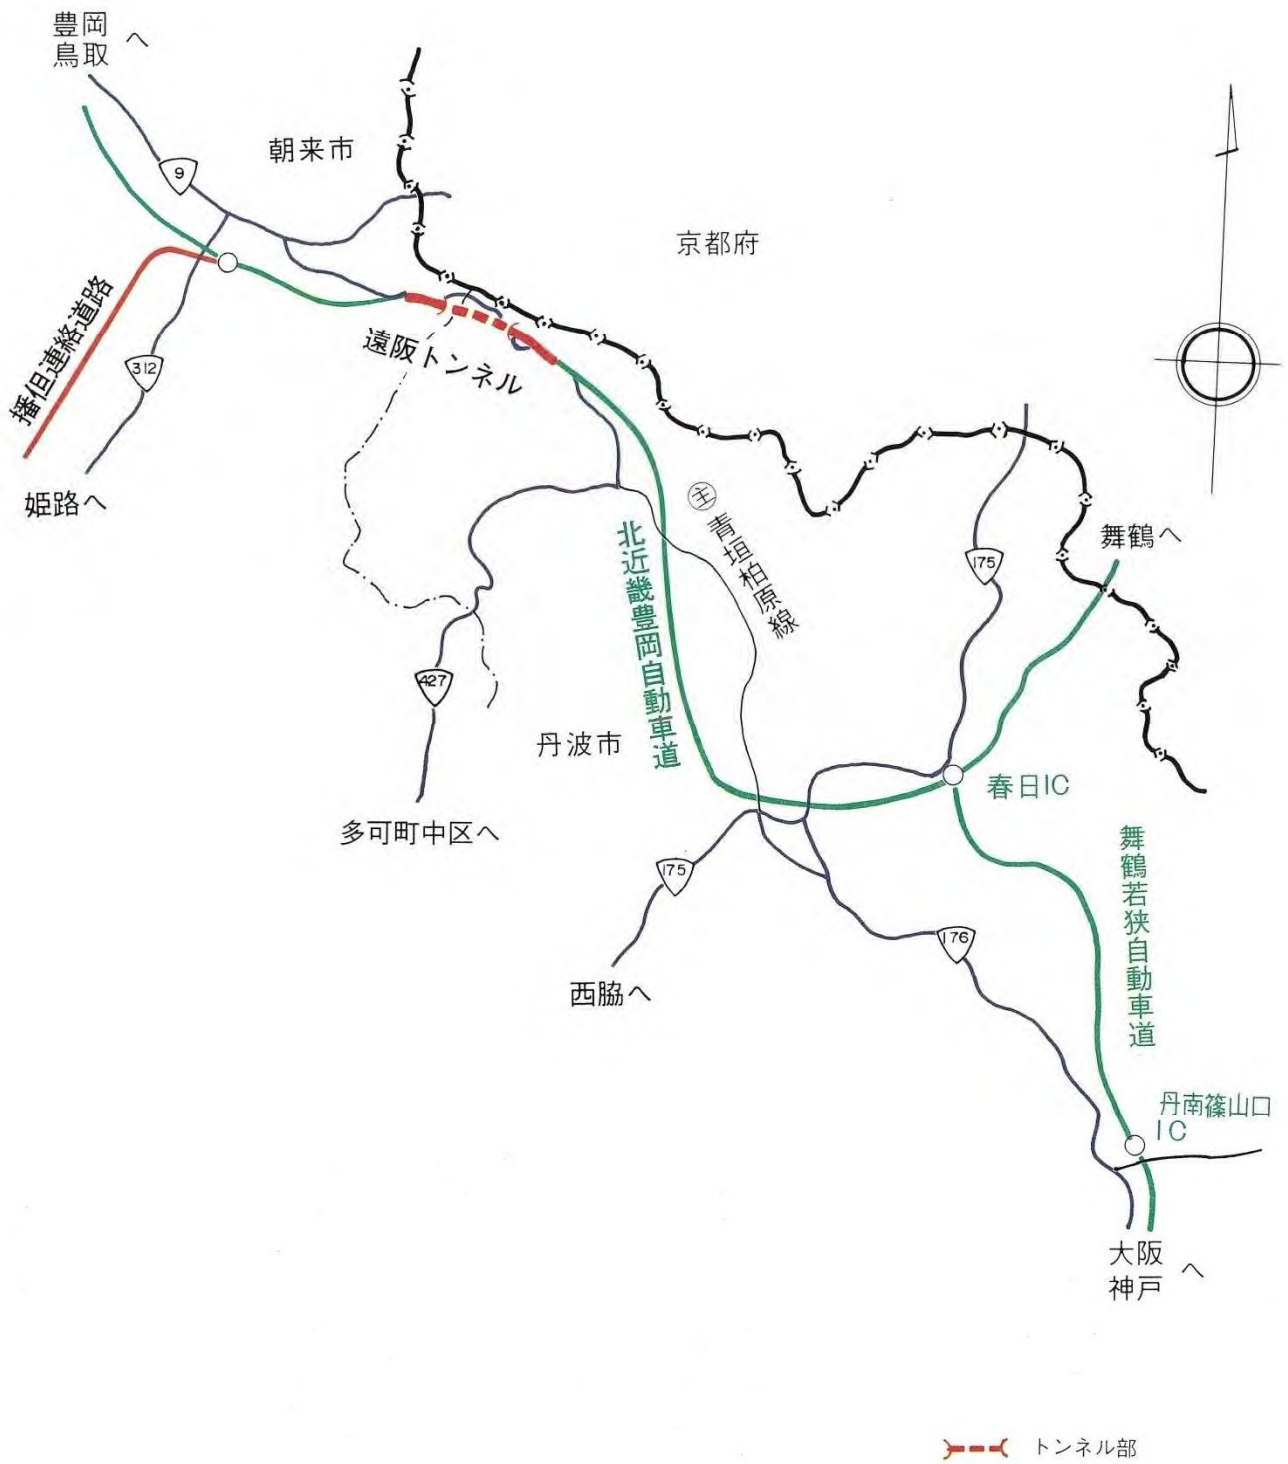 豊岡
鳥取 へ
朝来市
9
京都府
播但連絡道路
312
遠阪トンネル
姫路へ
主 青垣柏原線
北近畿豊岡自動車道
175
舞鶴へ
427
丹波市
春日IC
多可町中区へ
175
舞鶴若狭自動車道
176
西脇へ
丹南篠山口
IC
大阪
神戸 へ
トンネル部